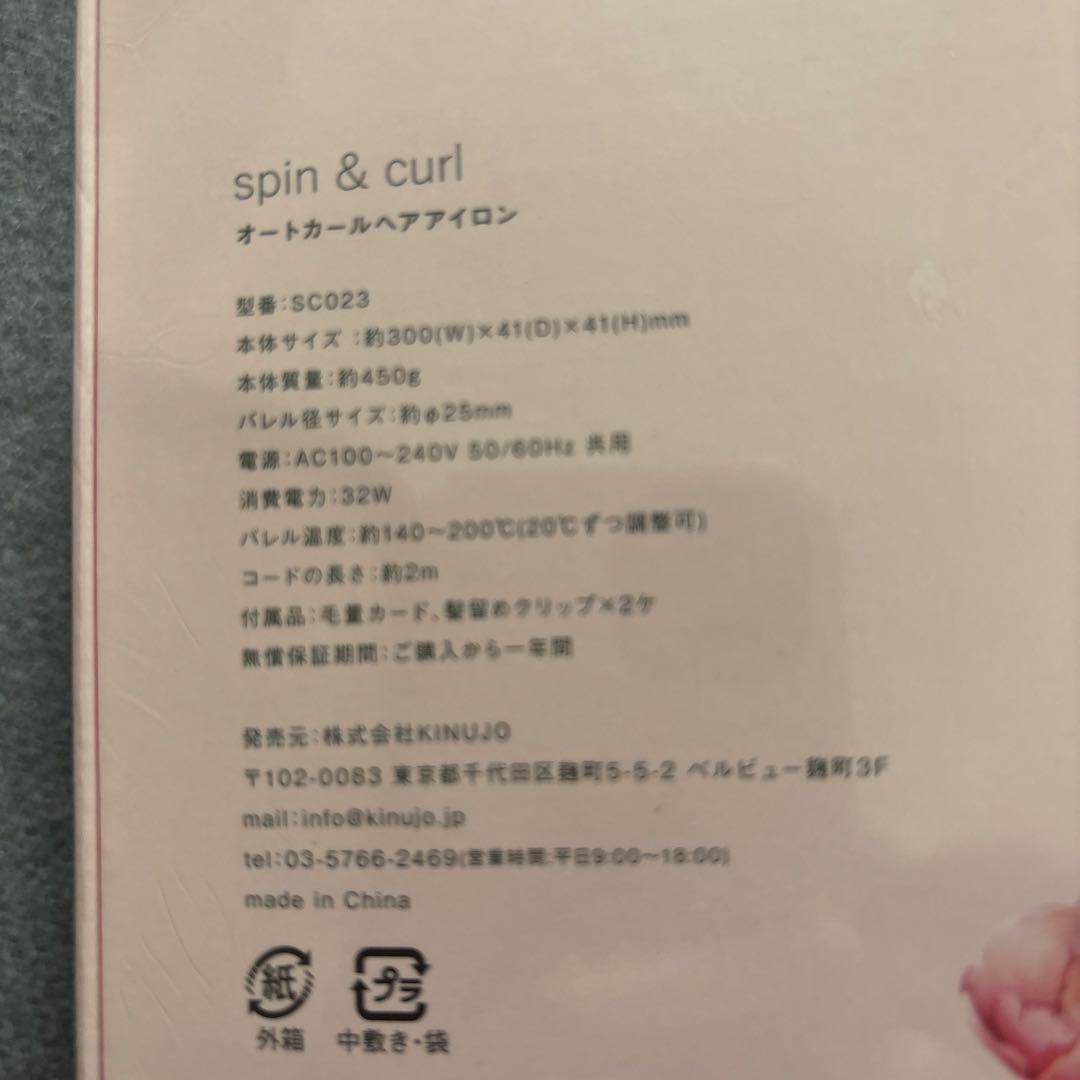 spin & curl
オートカールヘアアイロン
型番:SC023
本体サイズ :約300(W)×41(D)×41(H)mm
本体質量:約450g
バレル径サイズ:約φ25mm
電源:AC100〜240V 50/60Hz 共用
消費電力:32W
バレル温度:約140〜200℃(20℃ずつ調整可)
コードの長さ:約2m
付属品:毛量カード、髪留めクリップ×2ケ
無償保証期間:ご購入から一年間
発売元:株式会社KINUJO
〒102-0083 東京都千代田区麹町5-5-2 ベルビュー麹町3F
mail:info@kinujo.jp
tel:03-5766-2469(営業時間:平日9:00〜18:00)
made in China
紙 プラ
外箱 中敷き・袋